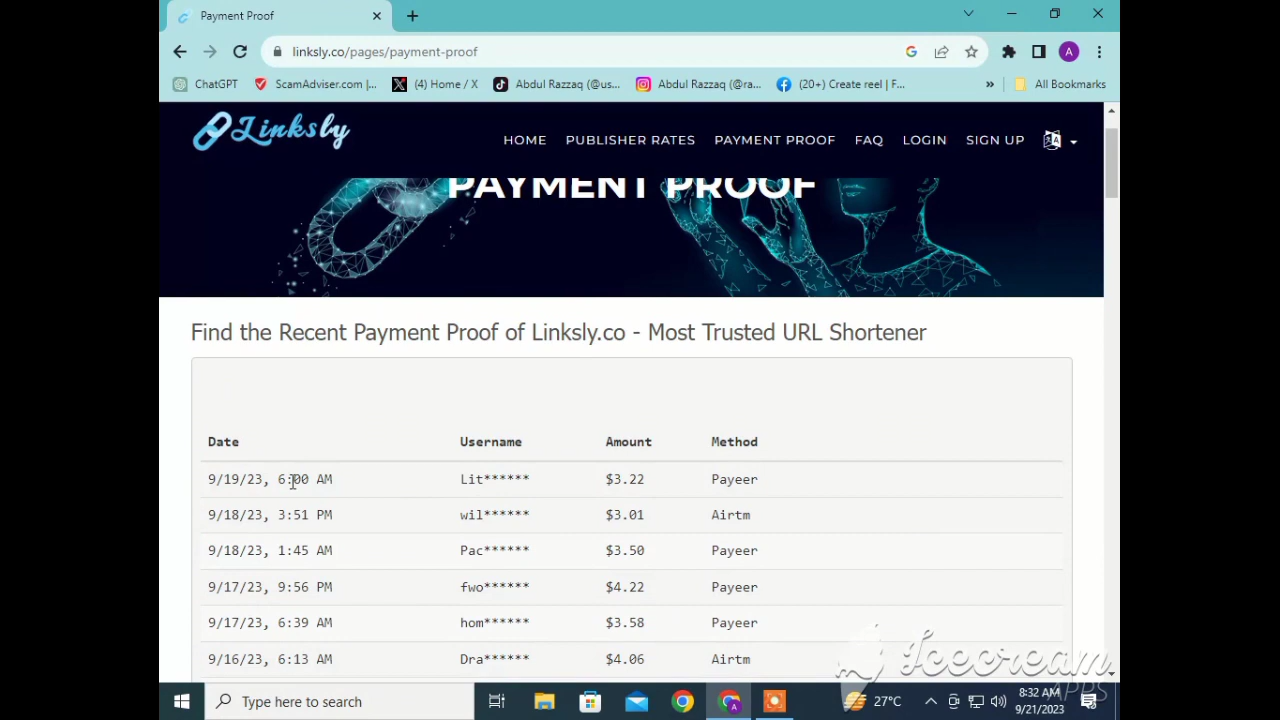 Payment Proof
linksly.co/pages/payment-proof
G
A
ChatGPT
ScamAdviser.com |...
(4) Home / X
Abdul Razzaq (@us...
Abdul Razzaq (@ra...
(20+) Create reel | F...
»
All Bookmarks
Linksly
HOME
PUBLISHER RATES
PAYMENT PROOF
FAQ
LOGIN
SIGN UP
PAYMENT PROOF
Find the Recent Payment Proof of Linksly.co - Most Trusted URL Shortener
Date Username Amount Method
9/19/23, 6:00 AM Lit****** $3.22 Payeer
9/18/23, 3:51 PM wil****** $3.01 Airtm
9/18/23, 1:45 AM Pac****** $3.50 Payeer
9/17/23, 9:56 PM fwo****** $4.22 Payeer
9/17/23, 6:39 AM hom****** $3.58 Payeer
9/16/23, 6:13 AM Dra****** $4.06 Airtm
Icecream
APPS
Type here to search
27°C
8:32 AM
9/21/2023